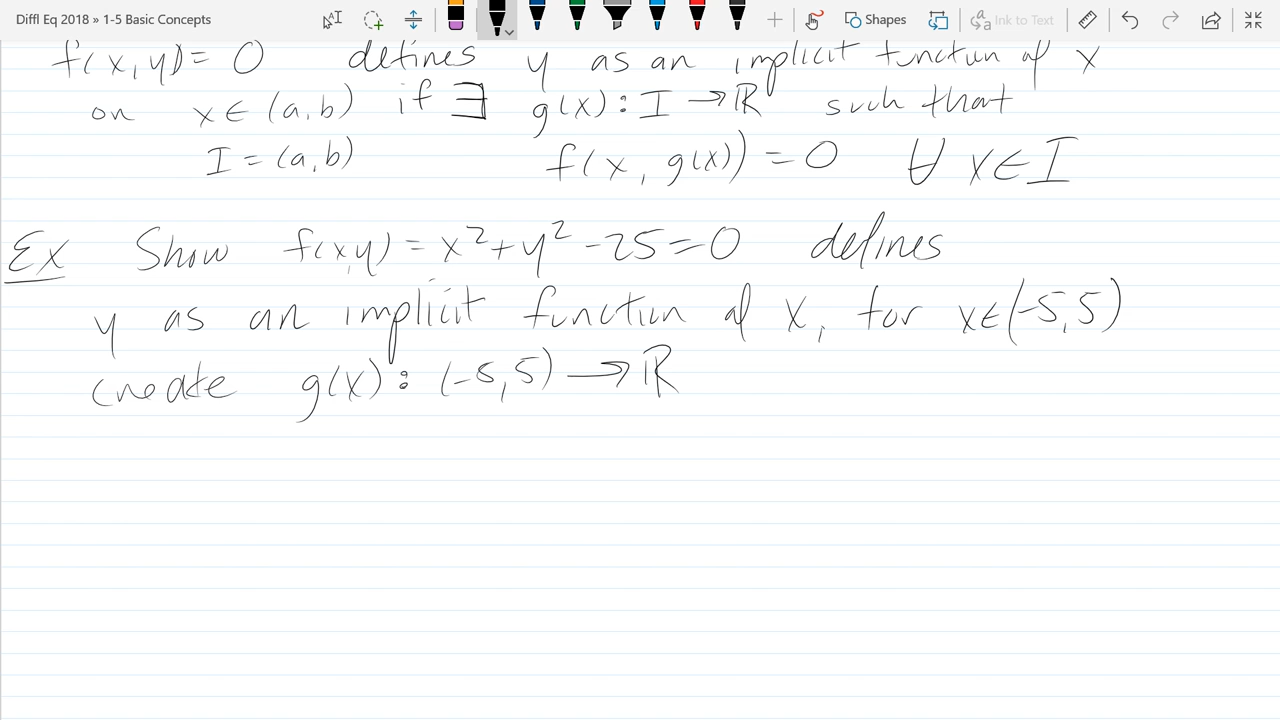 Diffl Eq 2018 » 1-5 Basic Concepts
Shapes
Ink to Text
f(x,y) = 0 defines y as an implicit function of x
on x ∈ (a,b) if ∃ g(x) : I → ℝ such that
I = (a,b) f(x, g(x)) = 0 ∀ x ∈ I
Ex Show f(x,y) = x² + y² - 25 = 0 defines
y as an implicit function of x, for x ∈ (-5,5)
create g(x) : (-5,5) → ℝ